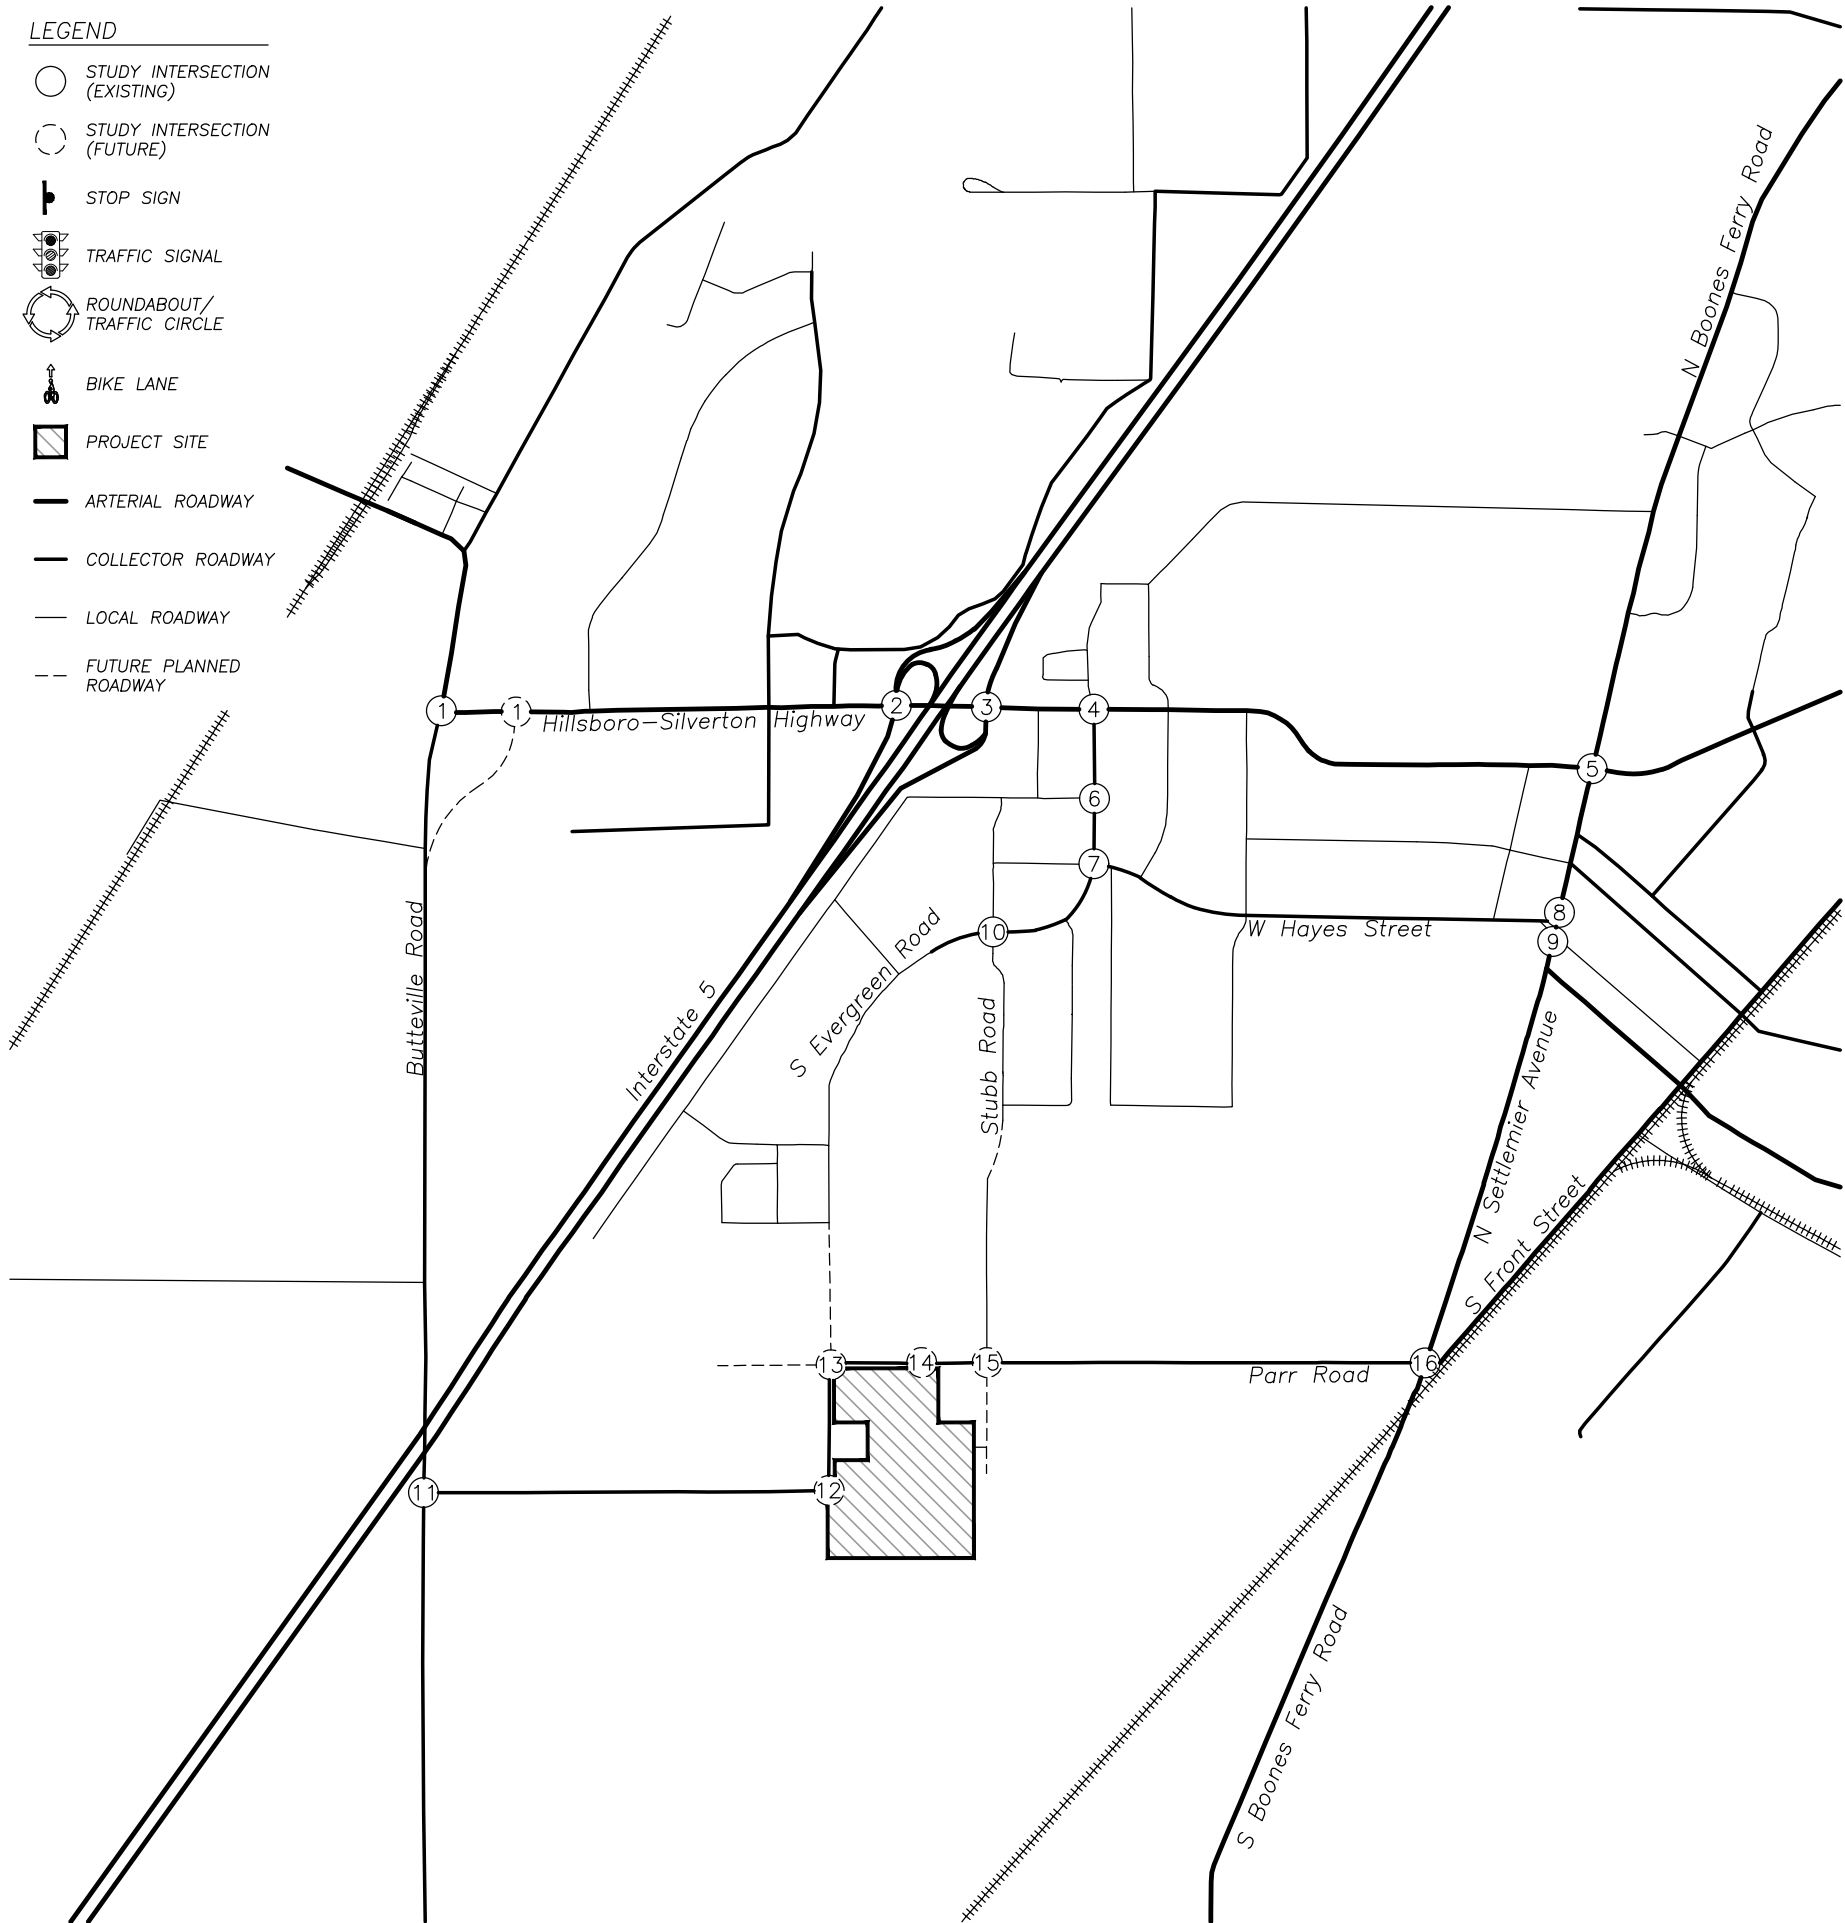 LEGEND
STUDY INTERSECTION
(EXISTING)
STUDY INTERSECTION
(FUTURE)
STOP SIGN
TRAFFIC SIGNAL
ROUNDABOUT/
TRAFFIC CIRCLE
BIKE LANE
PROJECT SITE
ARTERIAL ROADWAY
COLLECTOR ROADWAY
LOCAL ROADWAY
FUTURE PLANNED
ROADWAY
N Boones Ferry Road
1
1
2
3
4
Hillsboro-Silverton Highway
5
6
7
8
9
10
W Hayes Street
Butteville Road
Interstate 5
S Evergreen Road
Stubb Road
N Settlemier Avenue
S Front Street
13
14
15
16
Parr Road
11
12
S Boones Ferry Road